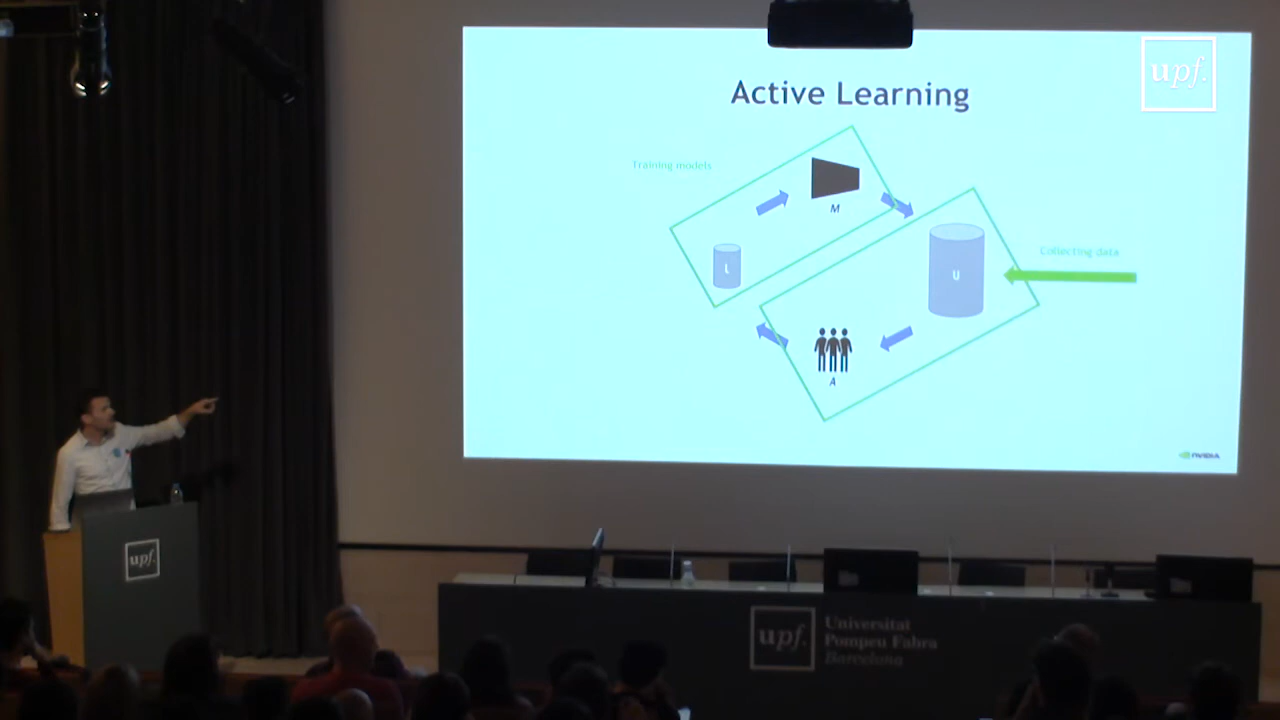 upf.
Active Learning
Training models
M
L
U
Collecting data
A
NVIDIA
upf.
upf.
Universitat
Pompeu Fabra
Barcelona